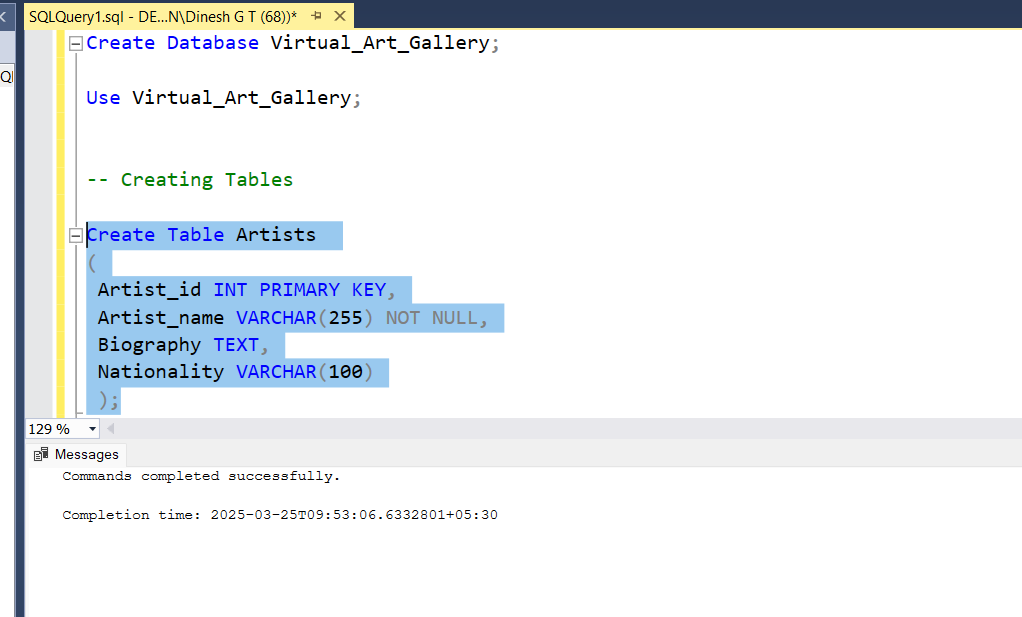 SQLQuery1.sql - DE...N\Dinesh G T (68))*
Create Database Virtual_Art_Gallery;
Use Virtual_Art_Gallery;
-- Creating Tables
Create Table Artists
(
Artist_id INT PRIMARY KEY,
Artist_name VARCHAR(255) NOT NULL,
Biography TEXT,
Nationality VARCHAR(100)
);
129 %
Messages
Commands completed successfully.
Completion time: 2025-03-25T09:53:06.6332801+05:30